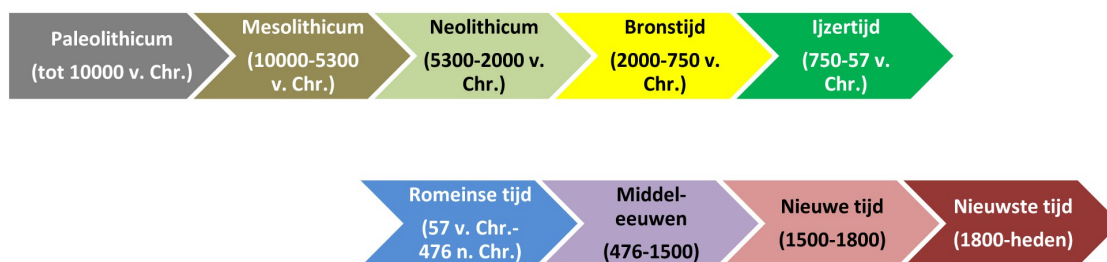 Paleolithicum
(tot 10000 v. Chr.)
Mesolithicum
(10000-5300
v. Chr.)
Neolithicum
(5300-2000 v.
Chr.)
Bronstijd
(2000-750 v.
Chr.)
Ijzertijd
(750-57 v.
Chr.)
Romeinse tijd
(57 v. Chr.-
476 n. Chr.)
Middel-
eeuwen
(476-1500)
Nieuwe tijd
(1500-1800)
Nieuwste tijd
(1800-heden)